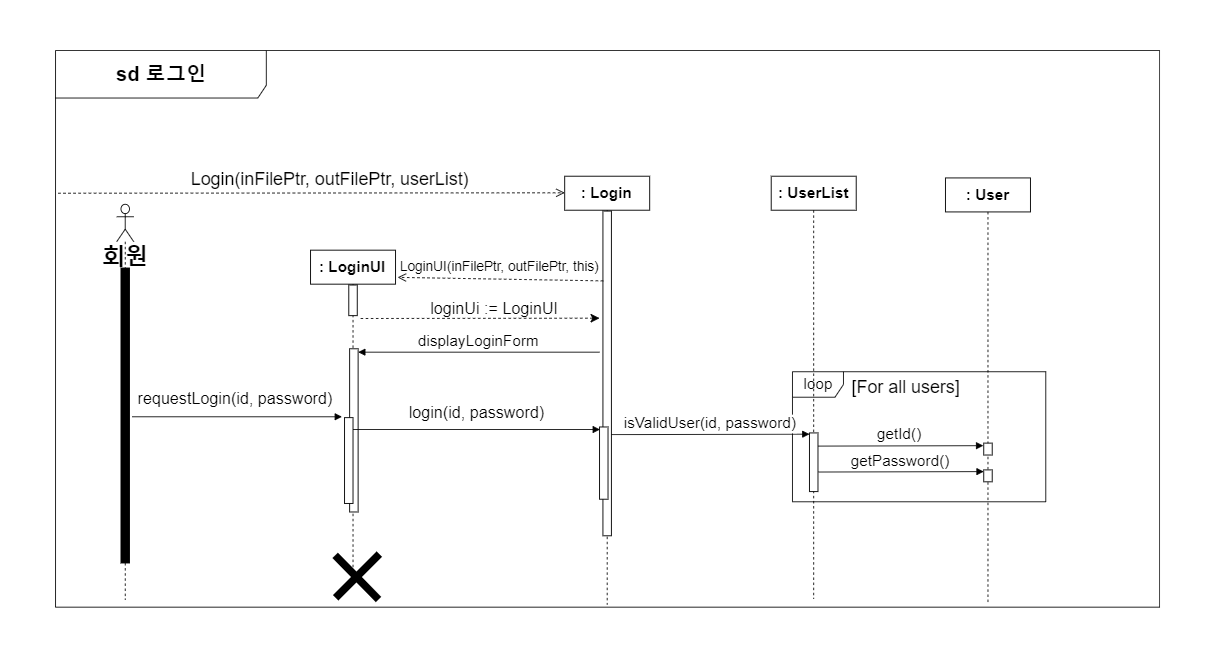 sd 로그인
Login(inFilePtr, outFilePtr, userList)
: Login
: UserList
: User
회원
: LoginUI
LoginUI(inFilePtr, outFilePtr, this)
loginUi := LoginUI
displayLoginForm
loop
[For all users]
requestLogin(id, password)
login(id, password)
isValidUser(id, password)
getId()
getPassword()